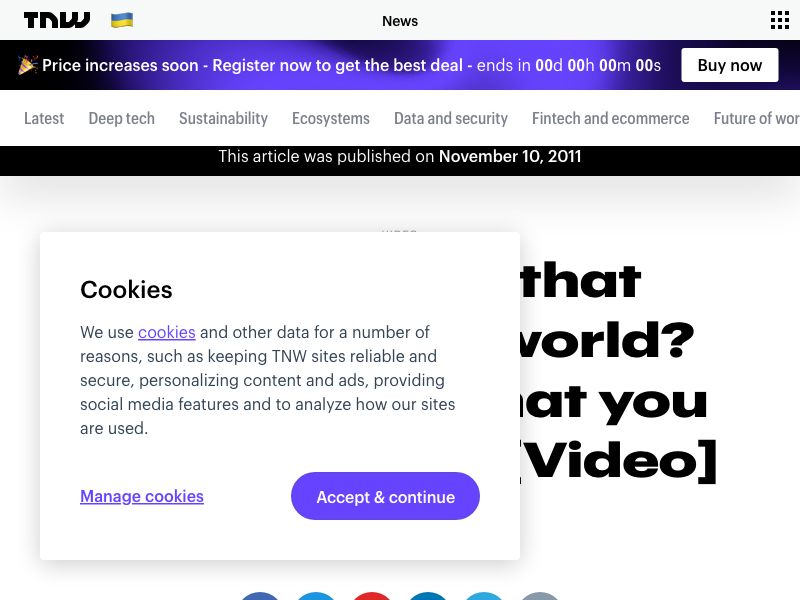 TNW
News
Price increases soon - Register now to get the best deal - ends in 00d 00h 00m 00s
Buy now
Latest Deep tech Sustainability Ecosystems Data and security Fintech and ecommerce Future of wor
This article was published on November 10, 2011
that
world?
what you
[Video]
Cookies
We use cookies and other data for a number of
reasons, such as keeping TNW sites reliable and
secure, personalizing content and ads, providing
social media features and to analyze how our sites
are used.
Manage cookies
Accept & continue